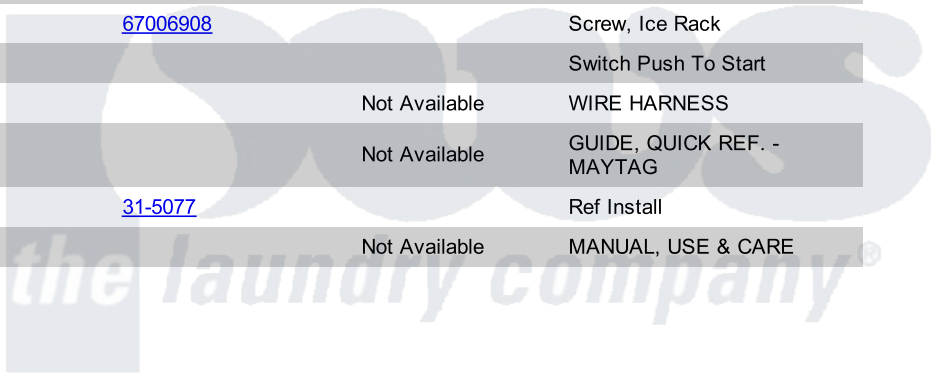 67006908 Screw, Ice Rack
Switch Push To Start
Not Available WIRE HARNESS
Not Available GUIDE, QUICK REF. -
MAYTAG
31-5077 Ref Install
Not Available MANUAL, USE & CARE
the laundry company®